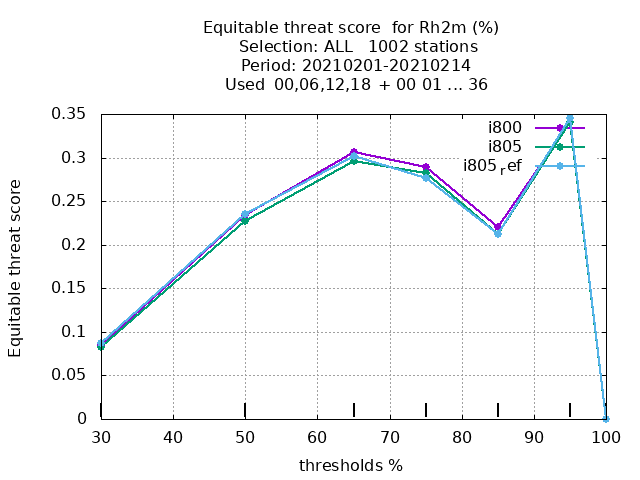 Equitable threat score  for Rh2m (%)
Selection: ALL   1002 stations
Period: 20210201-20210214
Used  00,06,12,18  + 00 01 ... 36
Equitable threat score
0.35
0.3
0.25
0.2
0.15
0.1
0.05
0
i800
i805
i805ref
30
40
50
60
70
80
90
100
thresholds %